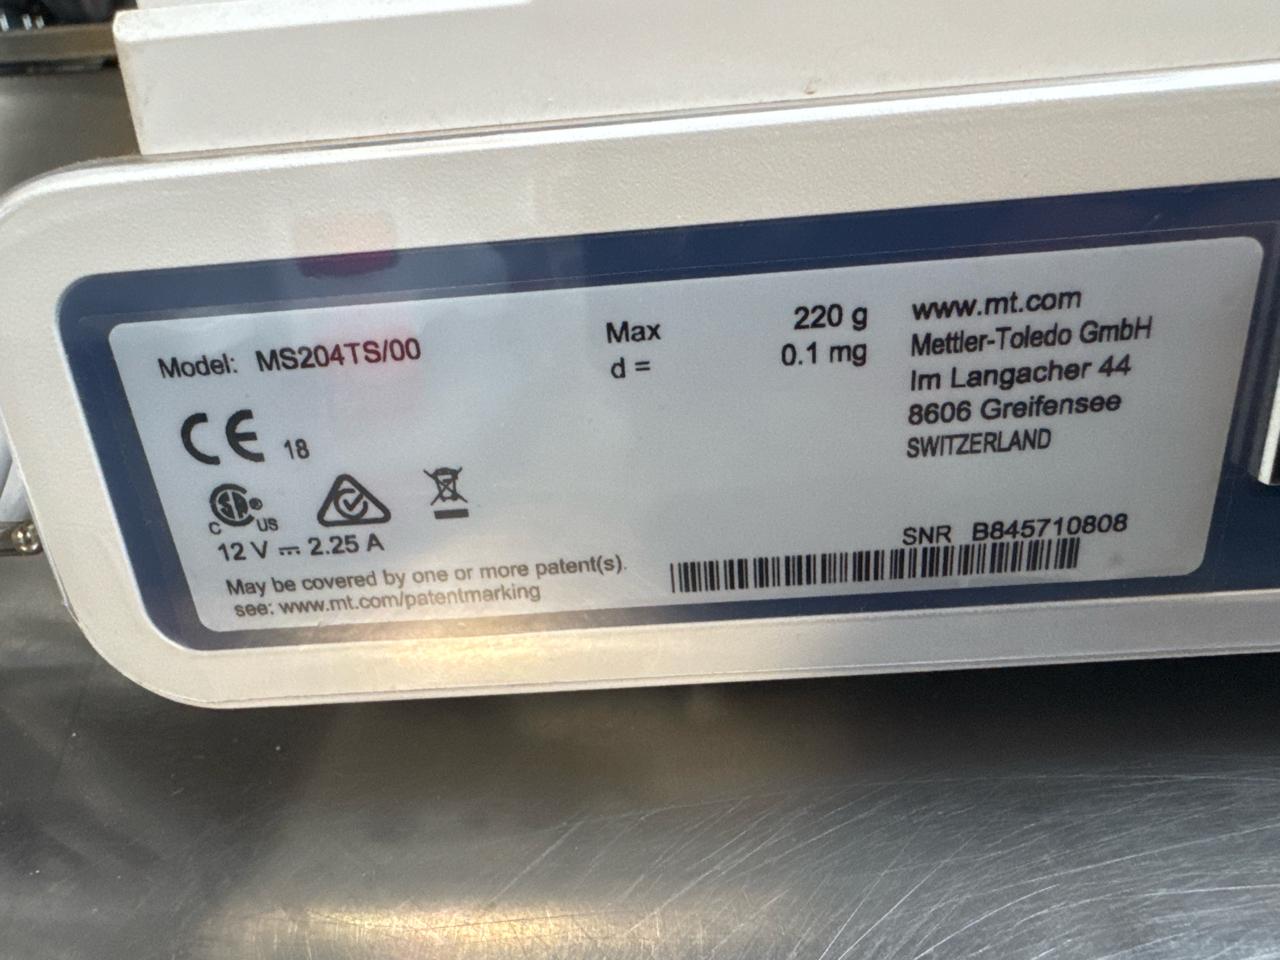 Model: MS204TS/00
Max 220 g
d = 0.1 mg
www.mt.com
Mettler-Toledo GmbH
Im Langacher 44
8606 Greifensee
SWITZERLAND
CE 18
C SA® US
12 V ⎓ 2.25 A
May be covered by one or more patent(s).
see: www.mt.com/patentmarking
SNR B845710808